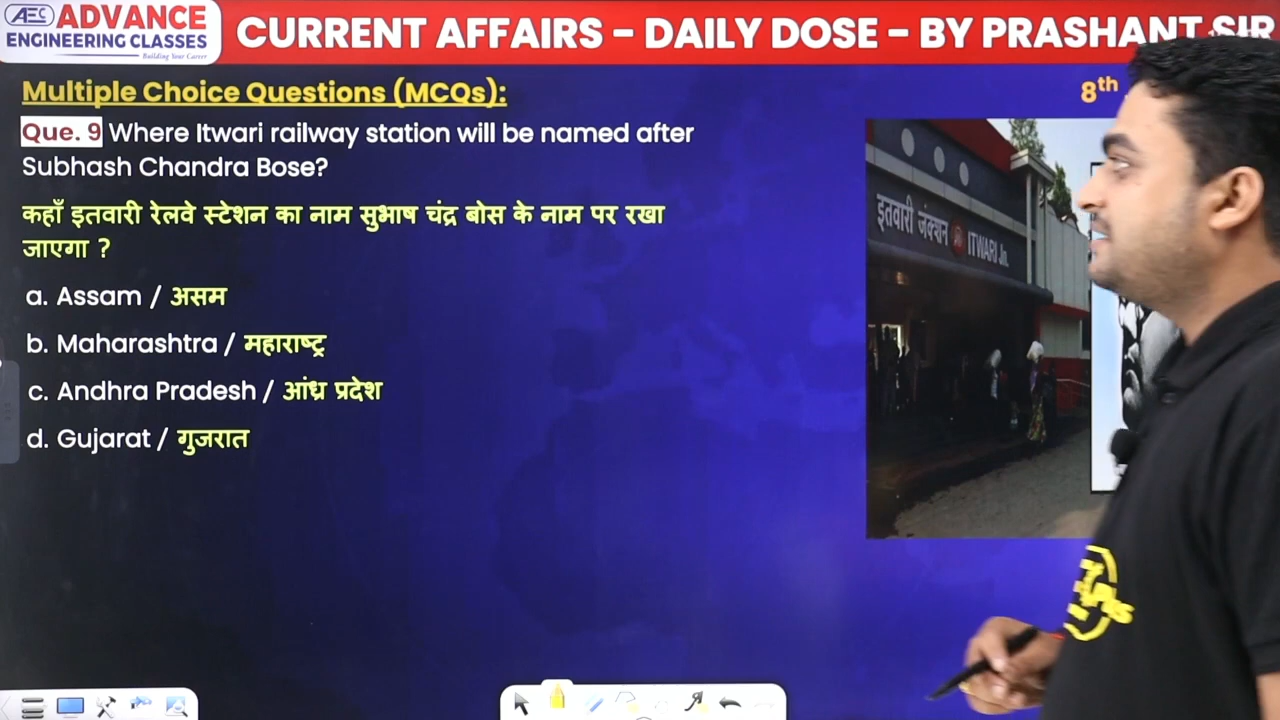 AEC ADVANCE
ENGINEERING CLASSES
Building Your Career
CURRENT AFFAIRS - DAILY DOSE - BY PRASHANT SIR
Multiple Choice Questions (MCQs):
8th
Que. 9 Where Itwari railway station will be named after
Subhash Chandra Bose?
कहाँ इतवारी रेलवे स्टेशन का नाम सुभाष चंद्र बोस के नाम पर रखा
जाएगा ?
a. Assam / असम
b. Maharashtra / महाराष्ट्र
c. Andhra Pradesh / आंध्र प्रदेश
d. Gujarat / गुजरात
इतवारी जंक्शन ITWARI Jn.